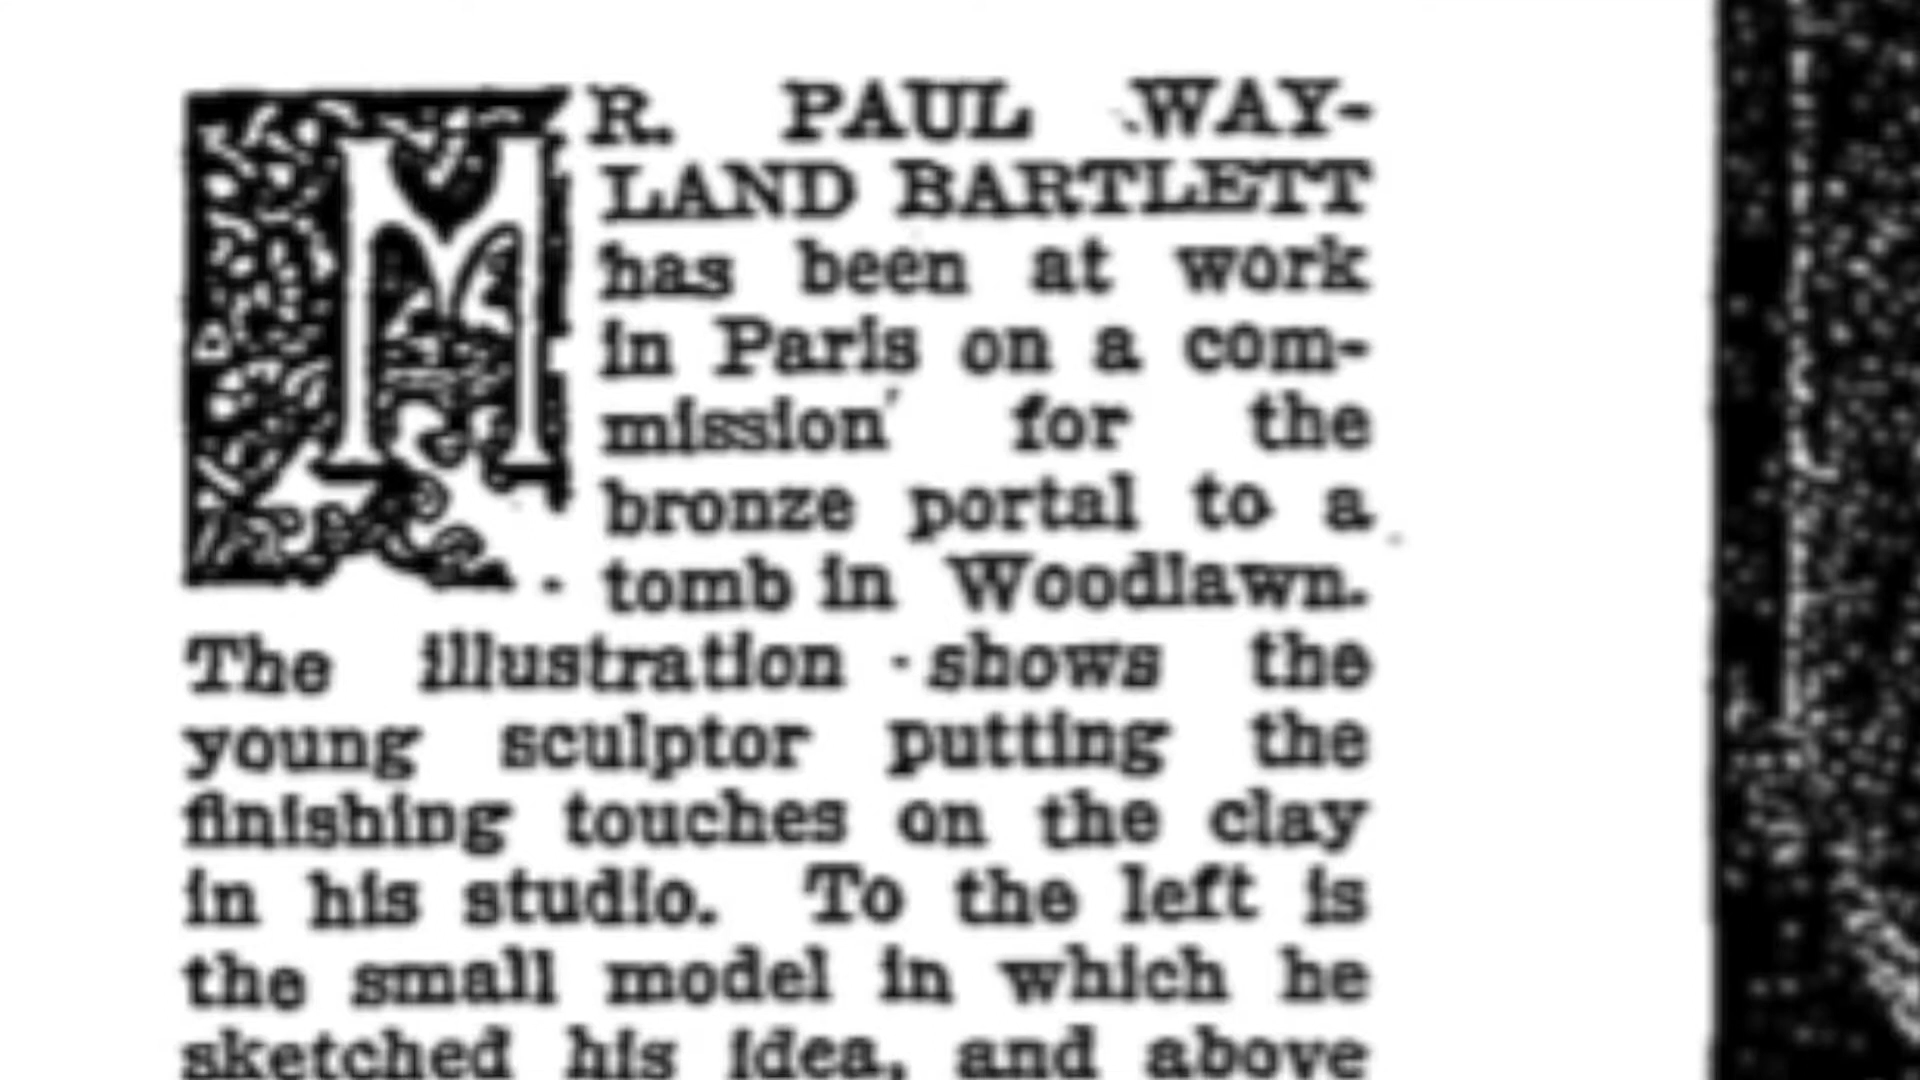 MR. PAUL WAY-
LAND BARTLETT
has been at work
in Paris on a com-
mission for the
bronze portal to a
tomb in Woodlawn.
The illustration shows the
young sculptor putting the
finishing touches on the clay
in his studio. To the left is
the small model in which he
sketched his idea, and above